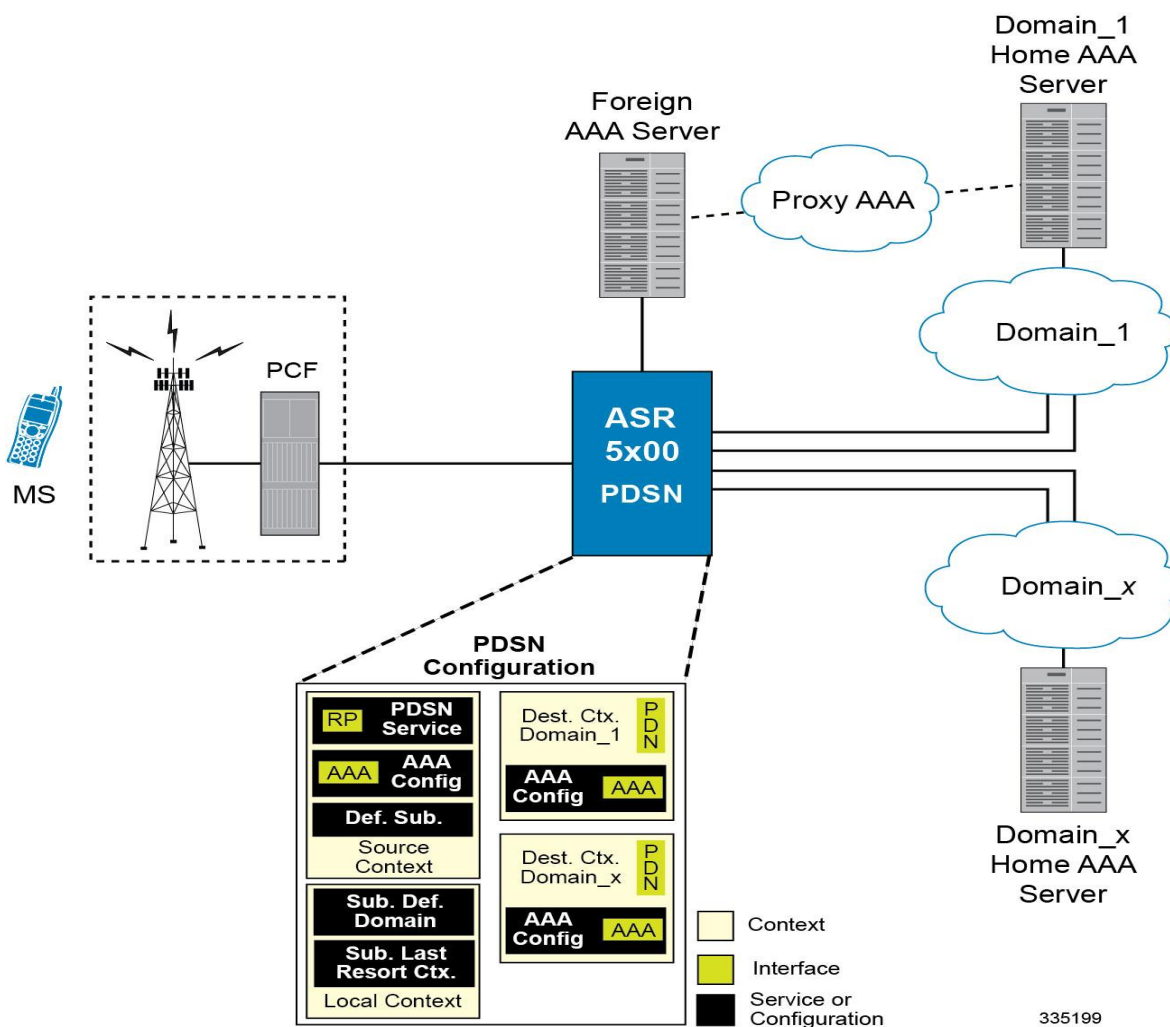 Domain_1
Home AAA
Server
Foreign
AAA Server
Proxy AAA
Domain_1
PCF
MS
ASR
5x00
PDSN
Domain_x
Domain_x
Home AAA
Server
PDSN
Configuration
RP
PDSN
Service
AAA
AAA
Config
Def. Sub.
Source
Context
Sub. Def.
Domain
Sub. Last
Resort Ctx.
Local Context
Dest. Ctx.
Domain_1
PDN
AAA
Config
AAA
Dest. Ctx.
Domain_x
PDN
AAA
Config
AAA
Context
Interface
Service or
Configuration
335199